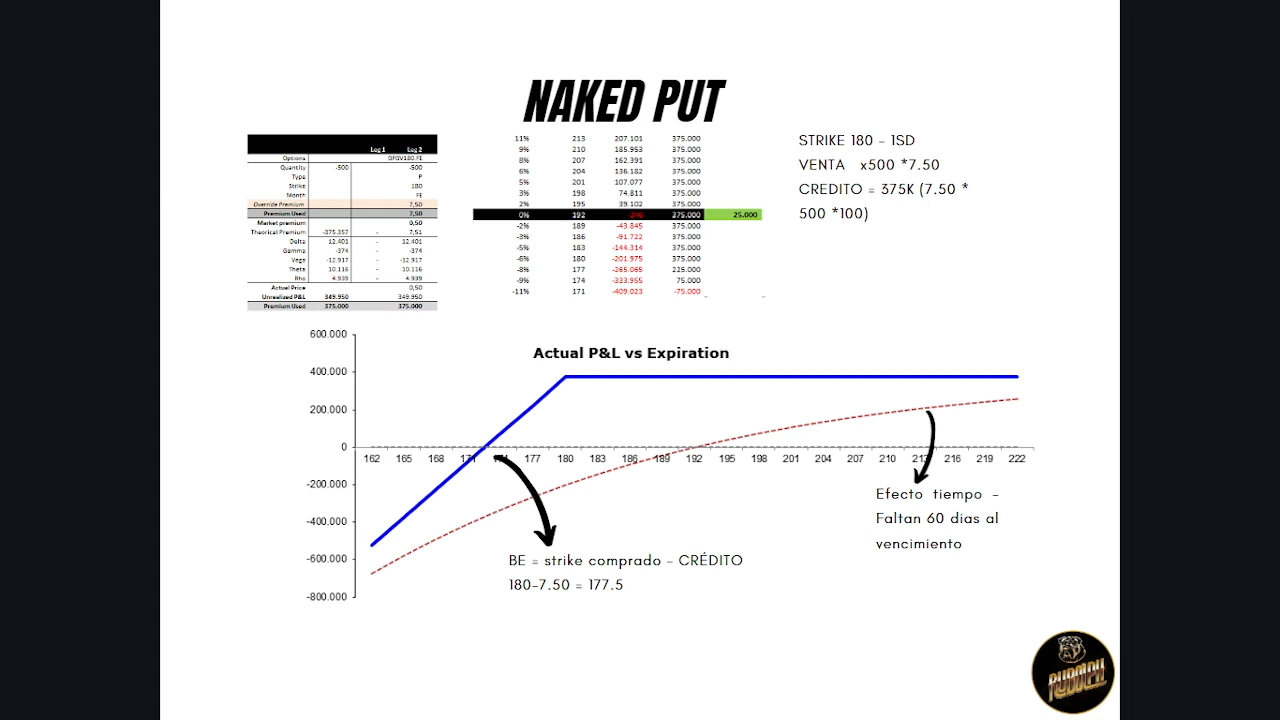 NAKED PUT
Leg 1 Leg 2
Options GFGV180.FE
Quantity -500 -500
Type P
Strike 180
Month FE
Override Premium 7,50
Premium Used 7,50
Market premium 0,50
Theorical Premium -375.357 - 7,51
Delta 12.401 - 12.401
Gamma -374 - -374
Vega -12.917 - -12.917
Theta 10.116 - 10.116
Rho 4.939 - 4.939
Actual Price 0,50
Unrealized P&L 349.950 349.950
Premium Used 375.000 375.000
11% 213 207.101 375.000
9% 210 185.953 375.000
8% 207 162.391 375.000
6% 204 136.182 375.000
5% 201 107.077 375.000
3% 198 74.811 375.000
2% 195 39.102 375.000
0% 192 375.000 25.000
-2% 189 -43.845 375.000
-3% 186 -91.722 375.000
-5% 183 -144.314 375.000
-6% 180 -201.975 375.000
-8% 177 -265.065 225.000
-9% 174 -333.955 75.000
-11% 171 -409.023 -75.000
STRIKE 180 - 1SD
VENTA x500 *7.50
CREDITO = 375K (7.50 *
500 *100)
Actual P&L vs Expiration
600.000
400.000
200.000
0
-200.000
-400.000
-600.000
-800.000
162 165 168 171 174 177 180 183 186 189 192 195 198 201 204 207 210 213 216 219 222
Efecto tiempo -
Faltan 60 dias al
vencimiento
BE = strike comprado - CRÉDITO
180-7.50 = 177.5
RUDOLPH